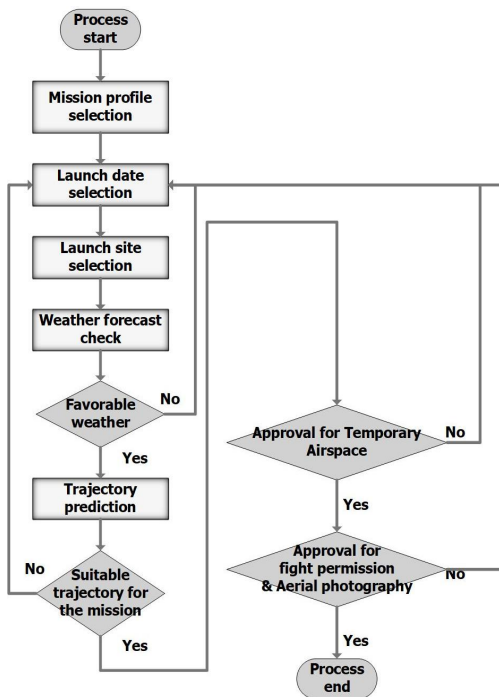 Process
start
Mission profile
selection
Launch date
selection
Launch site
selection
Weather forecast
check
Favorable
weather
No
Yes
Trajectory
prediction
No
Suitable
trajectory for
the mission
Yes
Approval for Temporary
Airspace
No
Yes
Approval for
fight permission
& Aerial photography
No
Yes
Process
end